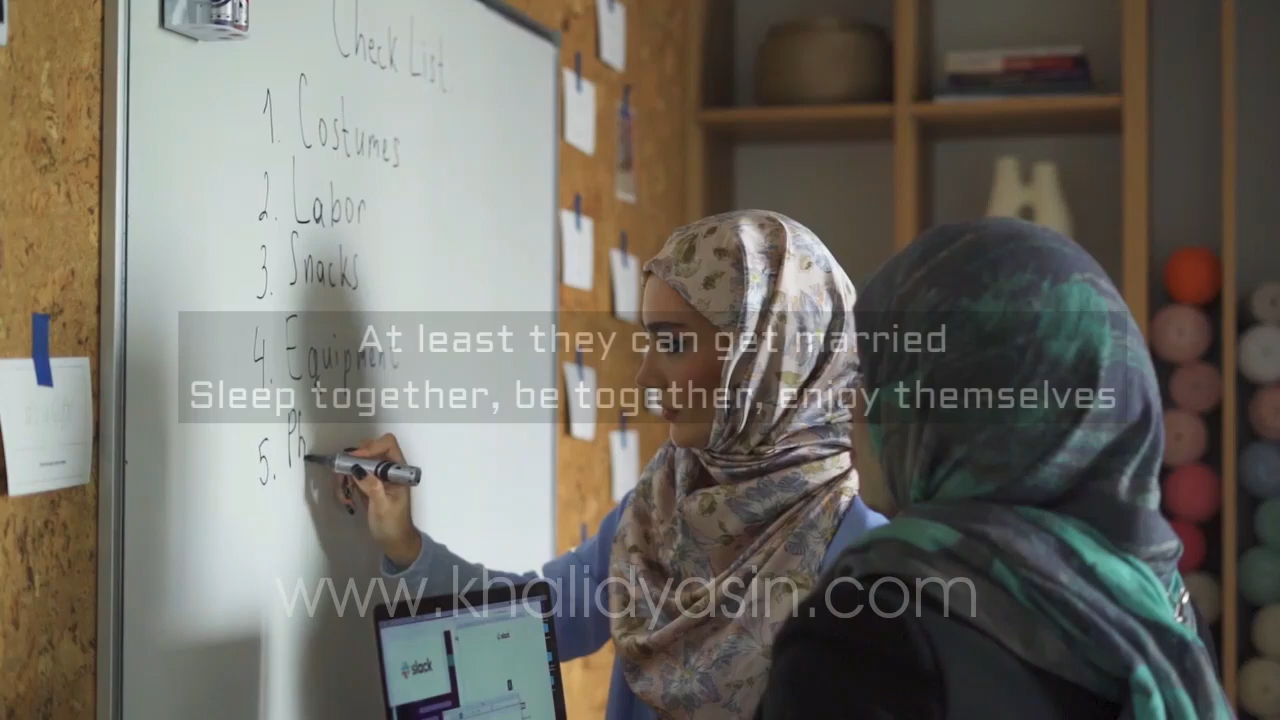 Check List
1. Costumes
2. Labor
3. Snacks
4. Equipment
5. Ph
At least they can get married
Sleep together, be together, enjoy themselves
www.khalidyasin.com
slack
slack